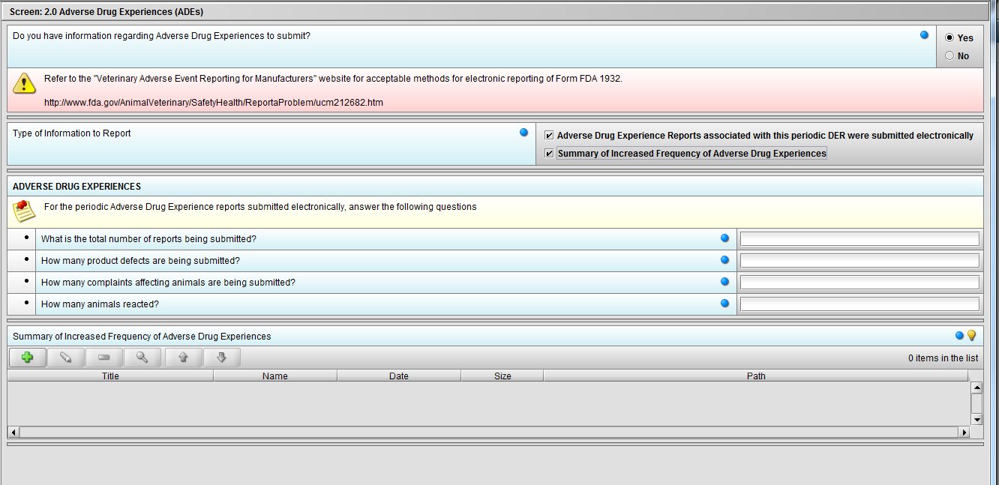 Screen: 2.0 Adverse Drug Experiences (ADEs)
Do you have information regarding Adverse Drug Experiences to submit?
Yes
No
Refer to the "Veterinary Adverse Event Reporting for Manufacturers" website for acceptable methods for electronic reporting of Form FDA 1932.
http://www.fda.gov/AnimalVeterinary/SafetyHealth/ReportaProblem/ucm212682.htm
Type of Information to Report
Adverse Drug Experience Reports associated with this periodic DER were submitted electronically
Summary of Increased Frequency of Adverse Drug Experiences
ADVERSE DRUG EXPERIENCES
For the periodic Adverse Drug Experience reports submitted electronically, answer the following questions
• What is the total number of reports being submitted?
• How many product defects are being submitted?
• How many complaints affecting animals are being submitted?
• How many animals reacted?
Summary of Increased Frequency of Adverse Drug Experiences
0 items in the list
Title Name Date Size Path